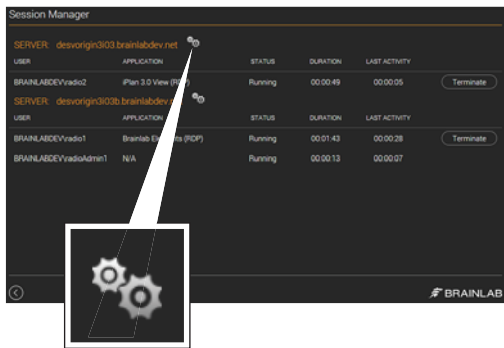 Session Manager
SERVER: desvorigin3i03.brainlabdev.net
USER APPLICATION STATUS DURATION LAST ACTIVITY
BRAINLABDEV\radio2 iPlan 3.0 View (RDP) Running 00:00:49 00:00:05 Terminate
SERVER: desvorigin3i03b.brainlabdev
USER APPLICATION STATUS DURATION LAST ACTIVITY
BRAINLABDEV\radio1 Brainlab Elements (RDP) Running 00:01:43 00:00:28 Terminate
BRAINLABDEV\radioAdmin1 N/A Running 00:00:13 00:00:07
BRAINLAB